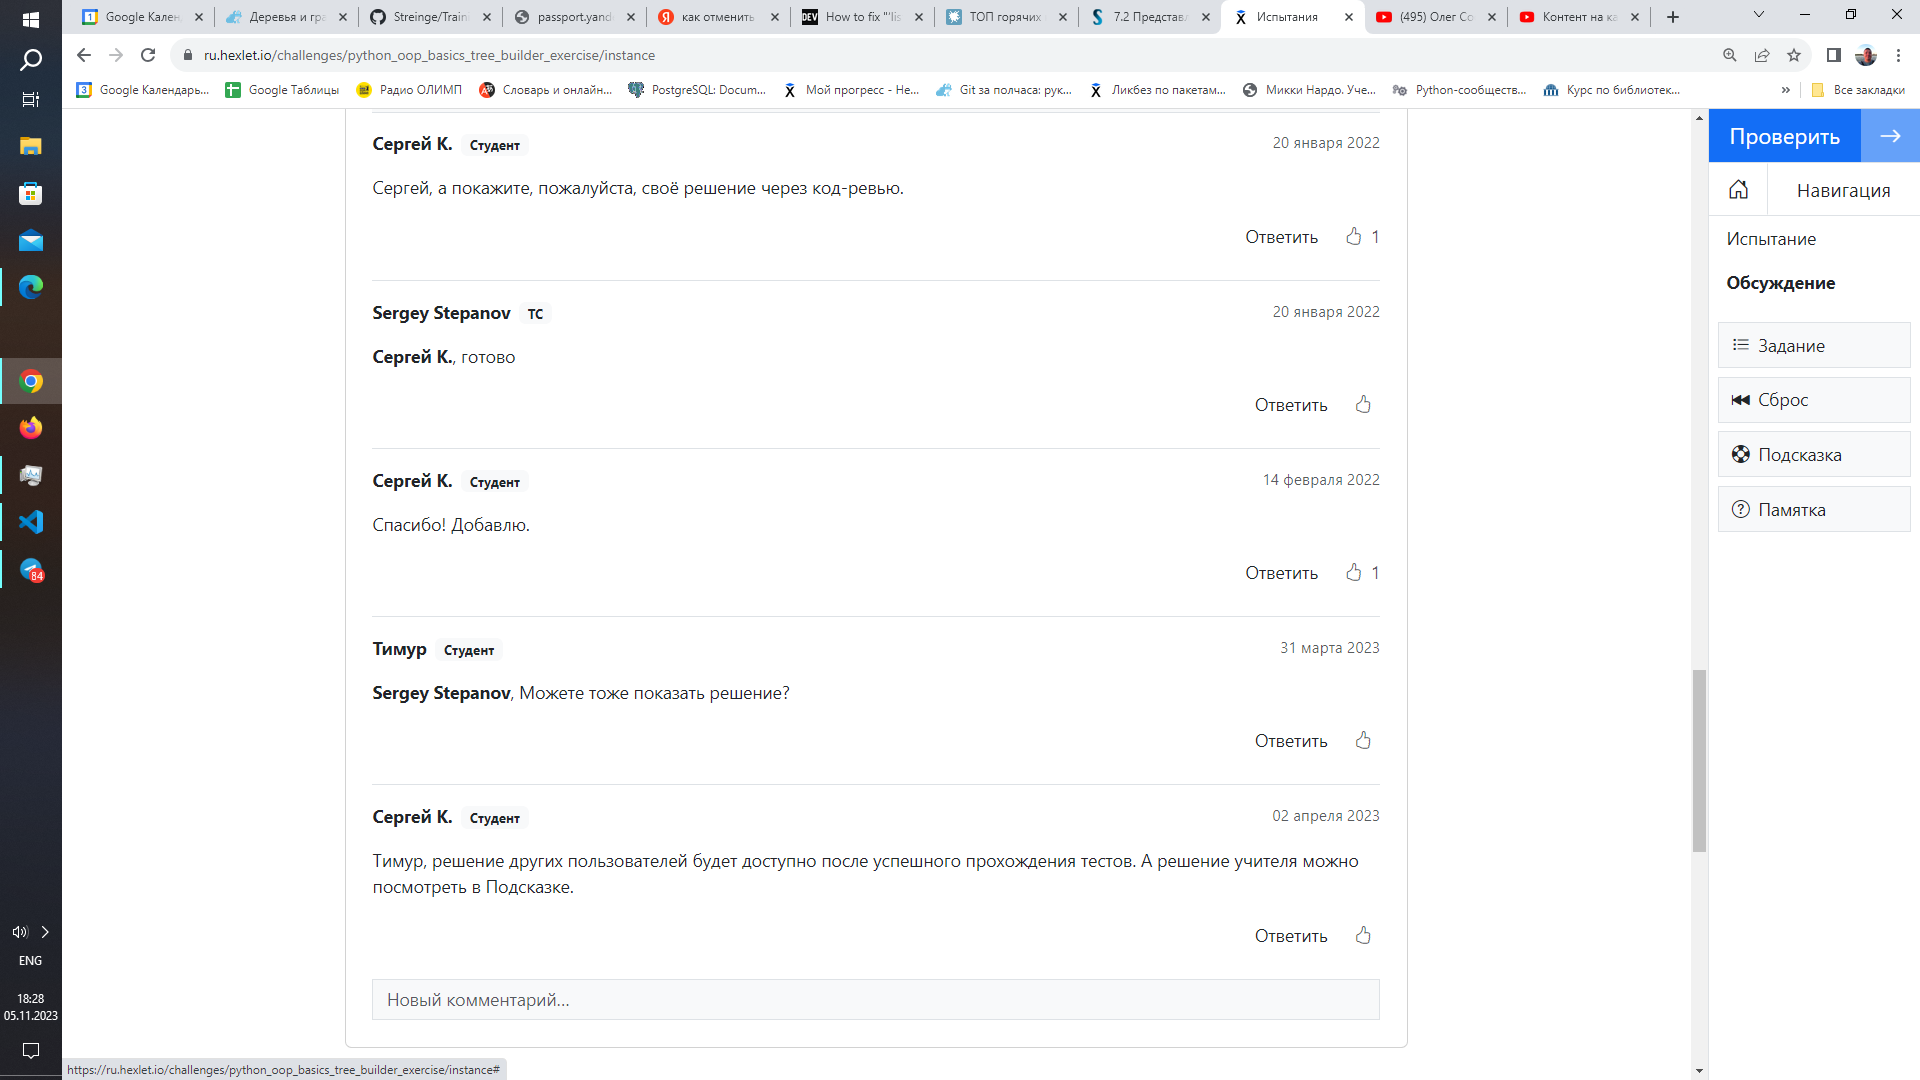 Google Кален
Деревья и гра
Streinge/Train
passport.yand
как отменить
DEV
How to fix "'lis
ТОП горячих
7.2 Представл
Испытания
(495) Олег Со
Контент на ка
ru.hexlet.io/challenges/python_oop_basics_tree_builder_exercise/instance
Google Календарь...
Google Таблицы
Радио ОЛИМП
Словарь и онлайн...
PostgreSQL: Docum...
Мой прогресс - Не...
Git за полчаса: рук...
Ликбез по пакетам...
Микки Нардо. Уче...
Python-сообществ...
Курс по библиотек...
»
Все закладки
Сергей К. Студент
20 января 2022
Сергей, а покажите, пожалуйста, своё решение через код-ревью.
Ответить 1
Sergey Stepanov ТС
20 января 2022
Сергей К., готово
Ответить
Сергей К. Студент
14 февраля 2022
Спасибо! Добавлю.
Ответить 1
Тимур Студент
31 марта 2023
Sergey Stepanov, Можете тоже показать решение?
Ответить
Сергей К. Студент
02 апреля 2023
Тимур, решение других пользователей будет доступно после успешного прохождения тестов. А решение учителя можно
посмотреть в Подсказке.
Ответить
Новый комментарий...
Проверить
Навигация
Испытание
Обсуждение
Задание
Сброс
Подсказка
Памятка
84
ENG
18:28
05.11.2023
https://ru.hexlet.io/challenges/python_oop_basics_tree_builder_exercise/instance#